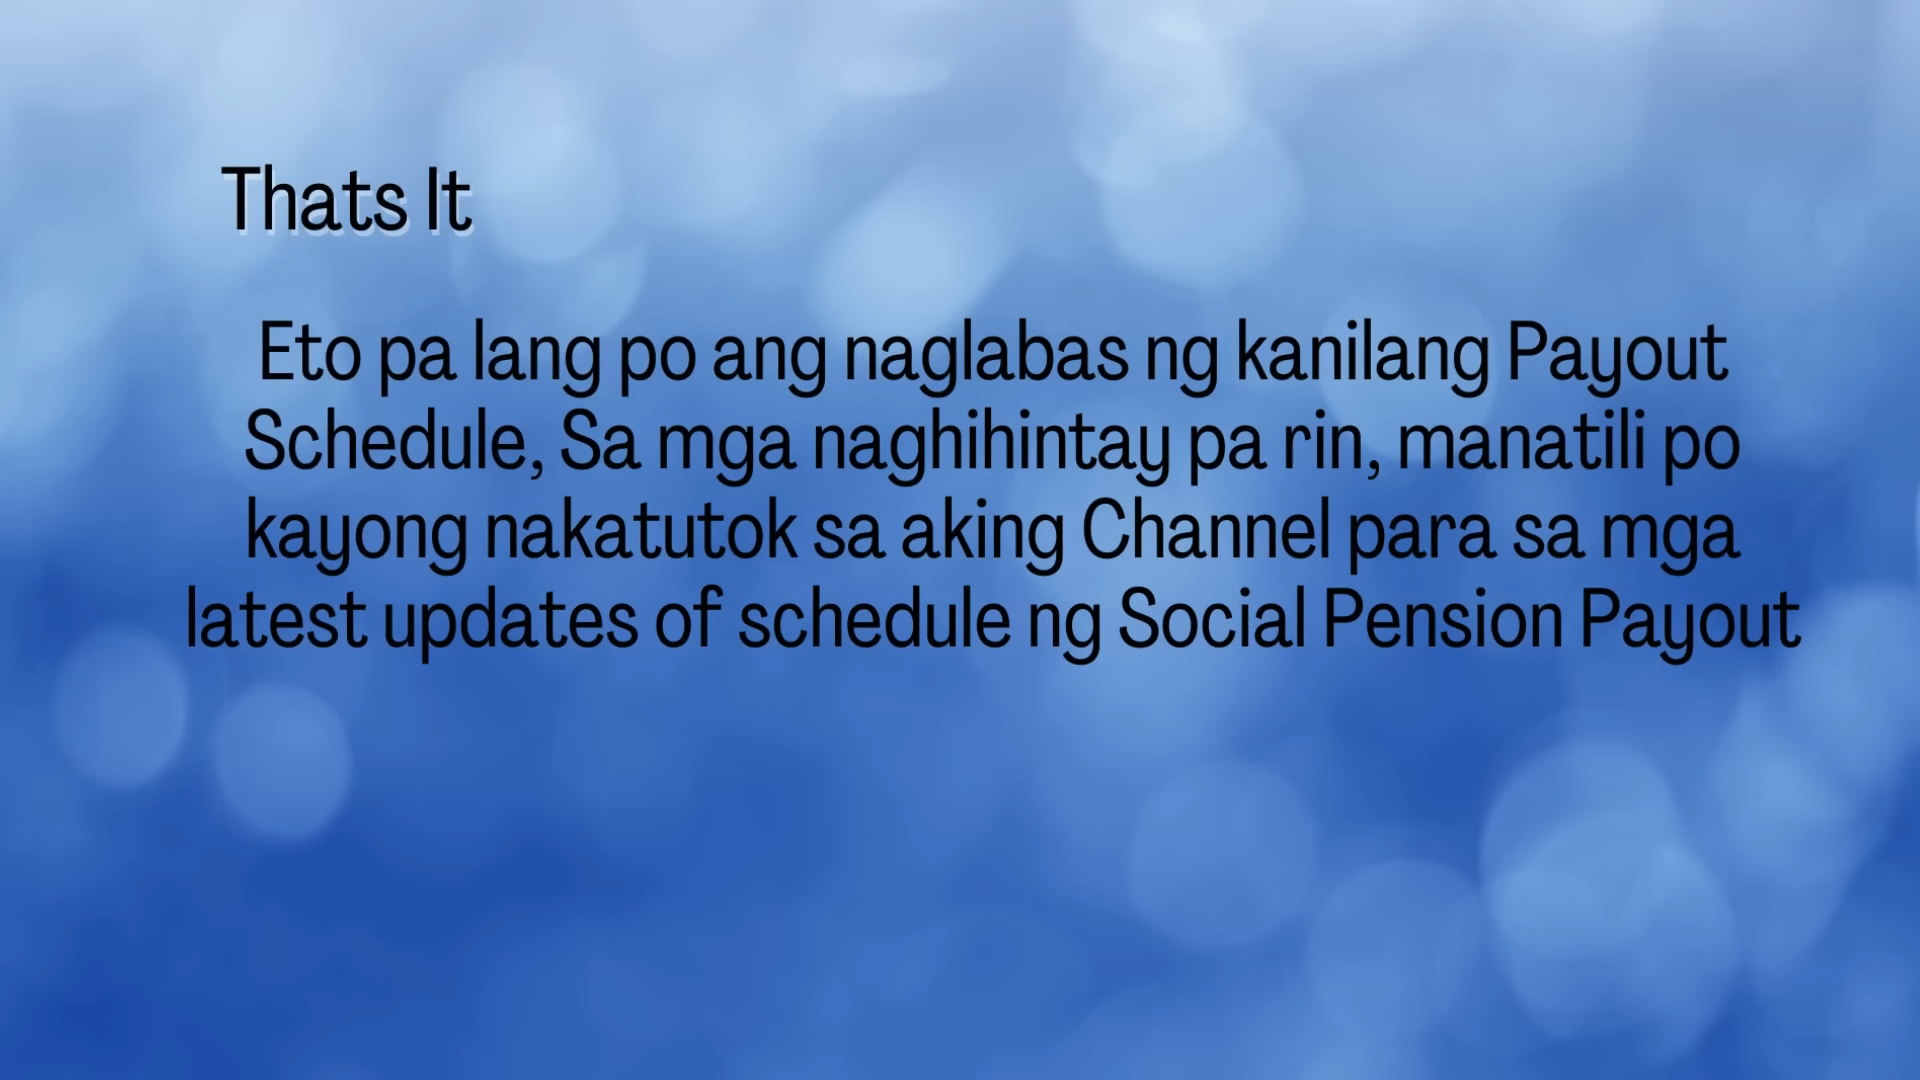 Thats It
Eto pa lang po ang naglabas ng kanilang Payout
Schedule, Sa mga naghihintay pa rin, manatili po
kayong nakatutok sa aking Channel para sa mga
latest updates of schedule ng Social Pension Payout